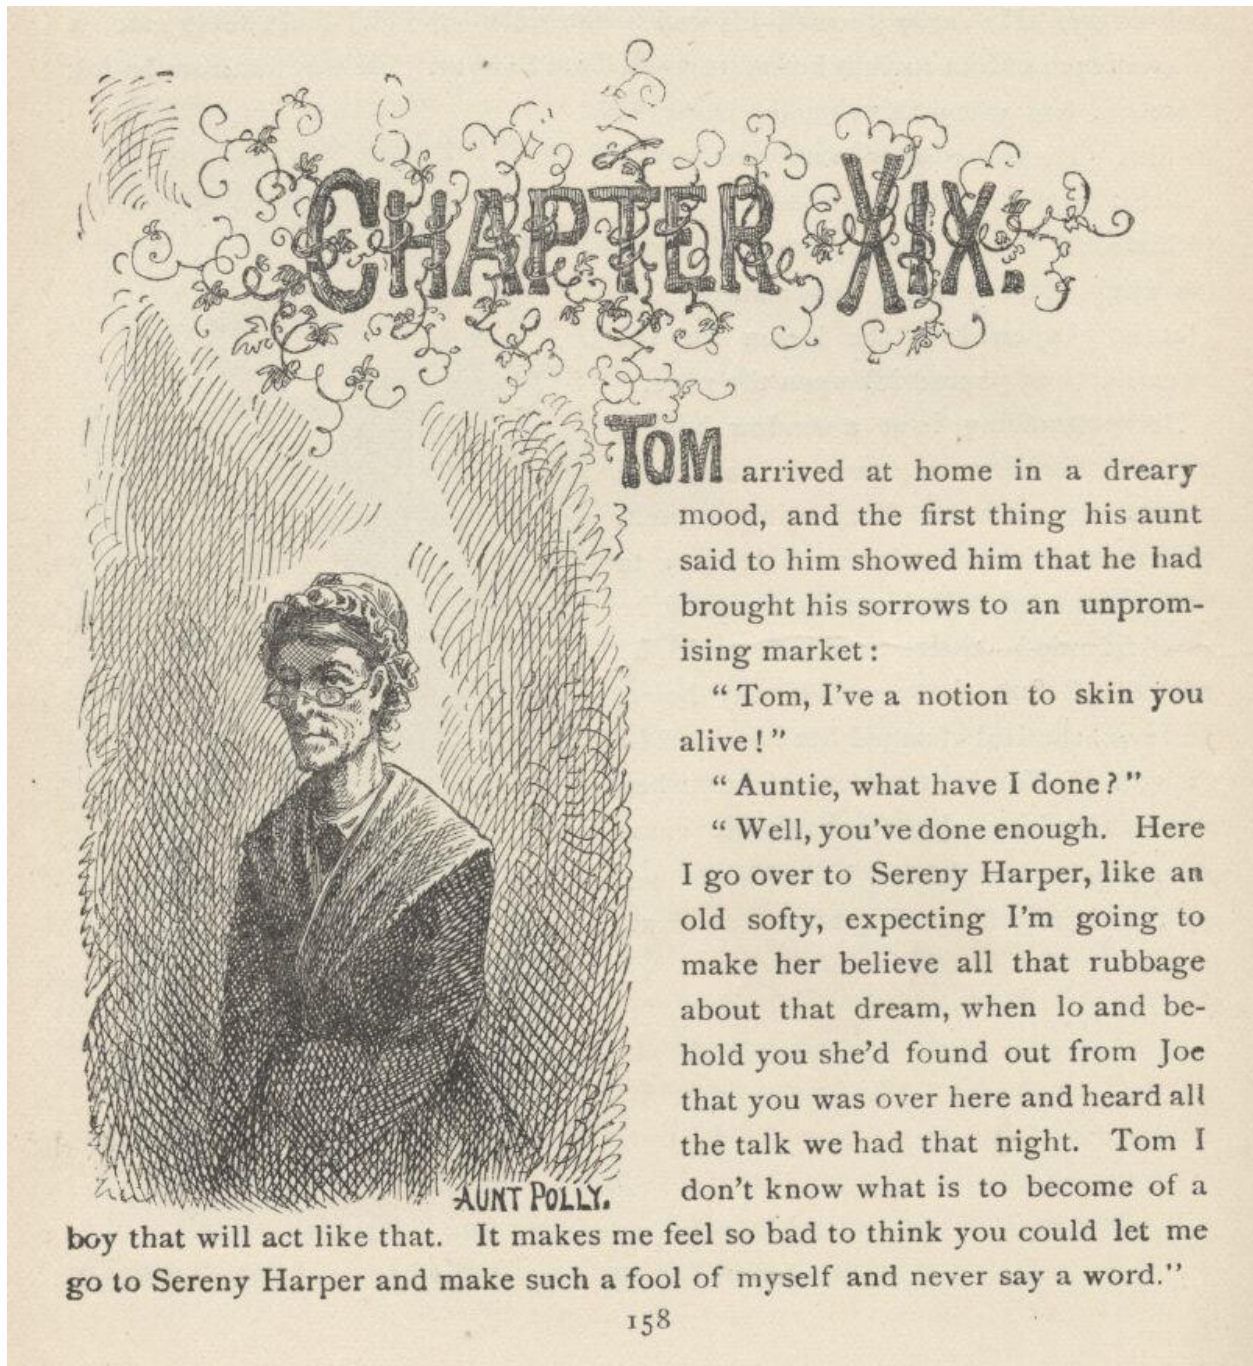 CHAPTER XIX.
TOM arrived at home in a dreary
mood, and the first thing his aunt
said to him showed him that he had
brought his sorrows to an unprom-
ising market:
"Tom, I've a notion to skin you
alive!"
"Auntie, what have I done?"
"Well, you've done enough. Here
I go over to Sereny Harper, like an
old softy, expecting I'm going to
make her believe all that rubbage
about that dream, when lo and be-
hold you she'd found out from Joe
that you was over here and heard all
the talk we had that night. Tom I
don't know what is to become of a
AUNT POLLY.
boy that will act like that. It makes me feel so bad to think you could let me
go to Sereny Harper and make such a fool of myself and never say a word."
158